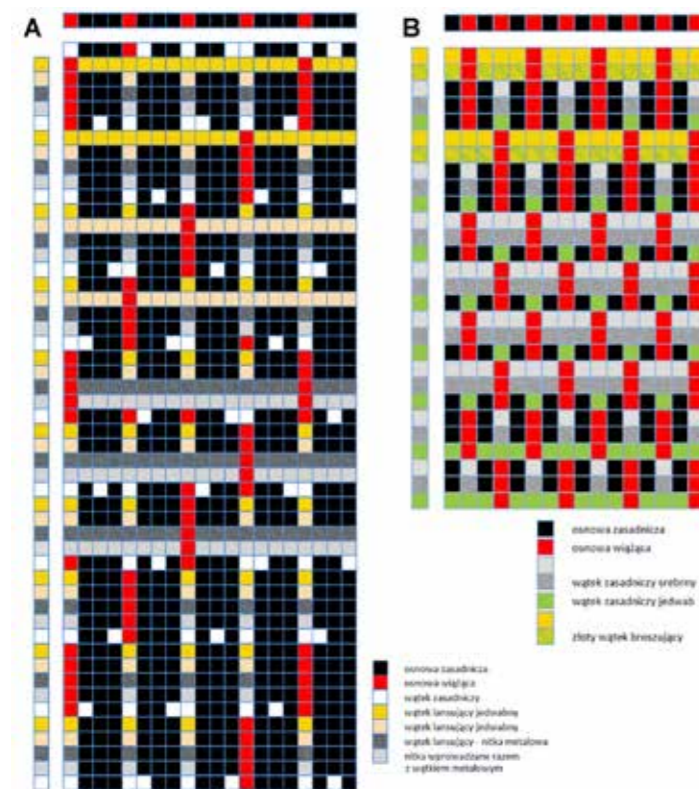 A
B
osnowa zasadnicza
osnowa wiążąca
wątek zasadniczy srebrny
wątek zasadniczy jedwab
złoty wątek broszujący
osnowa zasadnicza
osnowa wiążąca
wątek zasadniczy
wątek lansujący jedwabny
wątek lansujący jedwabny
wątek lansujący - nitka metalowa
nitka wprowadzana razem
z wątkiem metalowym